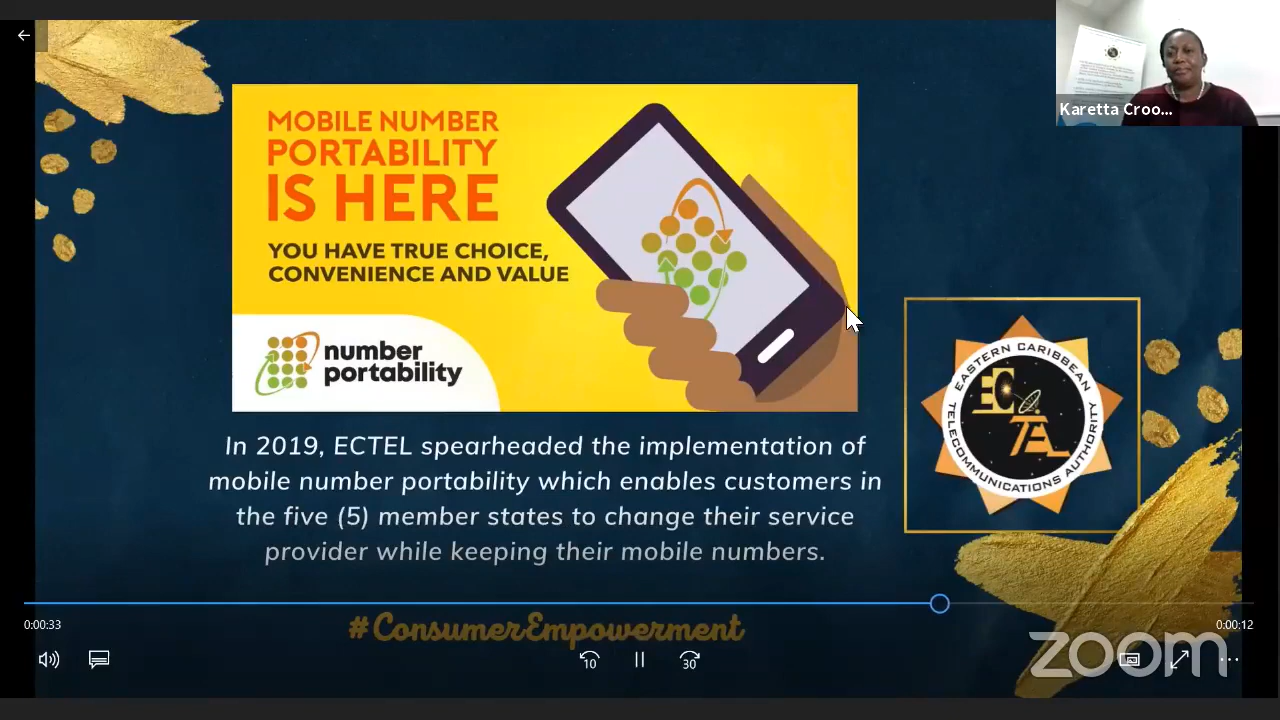 Karetta Croo...
MOBILE NUMBER
PORTABILITY
IS HERE
YOU HAVE TRUE CHOICE,
CONVENIENCE AND VALUE
number
portability
EASTERN CARIBBEAN
TELECOMMUNICATIONS AUTHORITY
EC
TEL
In 2019, ECTEL spearheaded the implementation of
mobile number portability which enables customers in
the five (5) member states to change their service
provider while keeping their mobile numbers.
0:00:33
0:00:12
#ConsumerEmpowerment
10
30
zoom